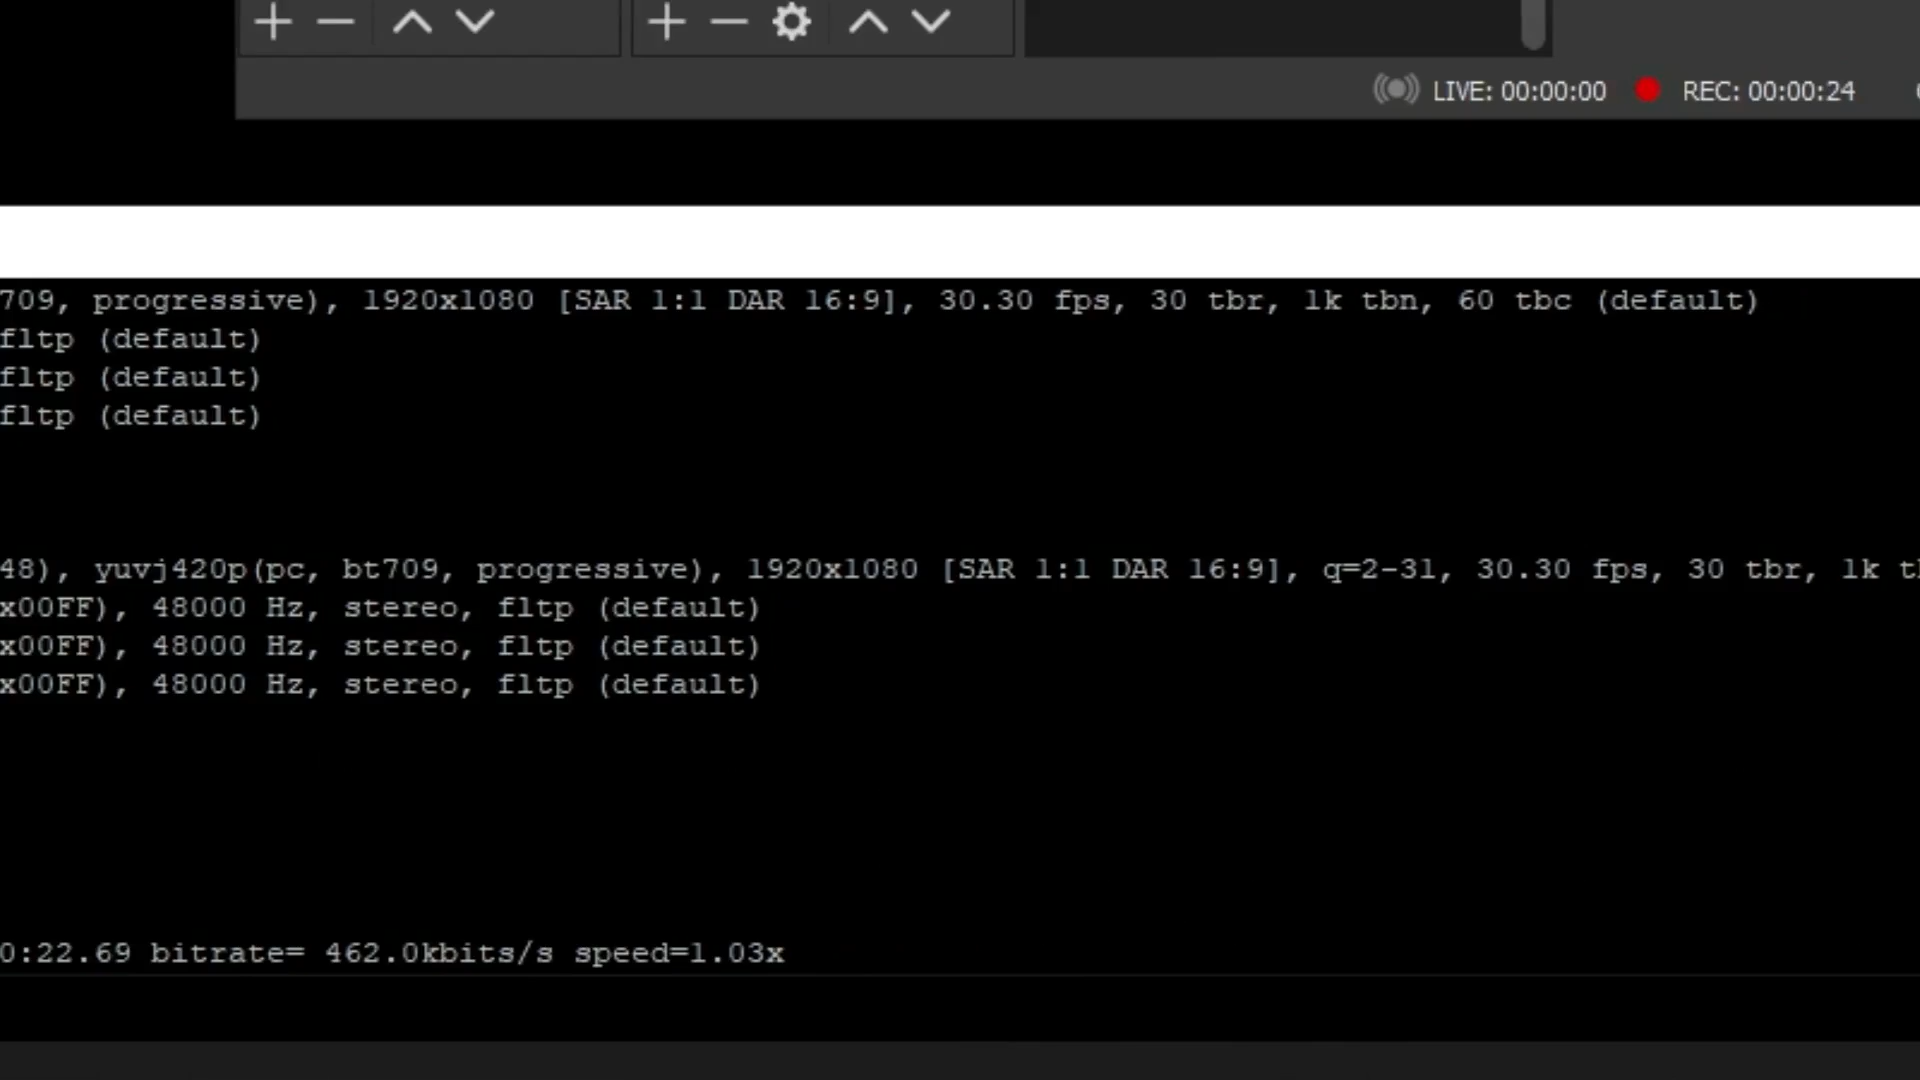 LIVE: 00:00:00 REC: 00:00:24
709, progressive), 1920x1080 [SAR 1:1 DAR 16:9], 30.30 fps, 30 tbr, 1k tbn, 60 tbc (default)
fltp (default)
fltp (default)
fltp (default)
48), yuvj420p(pc, bt709, progressive), 1920x1080 [SAR 1:1 DAR 16:9], q=2-31, 30.30 fps, 30 tbr, 1k
x00FF), 48000 Hz, stereo, fltp (default)
x00FF), 48000 Hz, stereo, fltp (default)
x00FF), 48000 Hz, stereo, fltp (default)
0:22.69 bitrate= 462.0kbits/s speed=1.03x